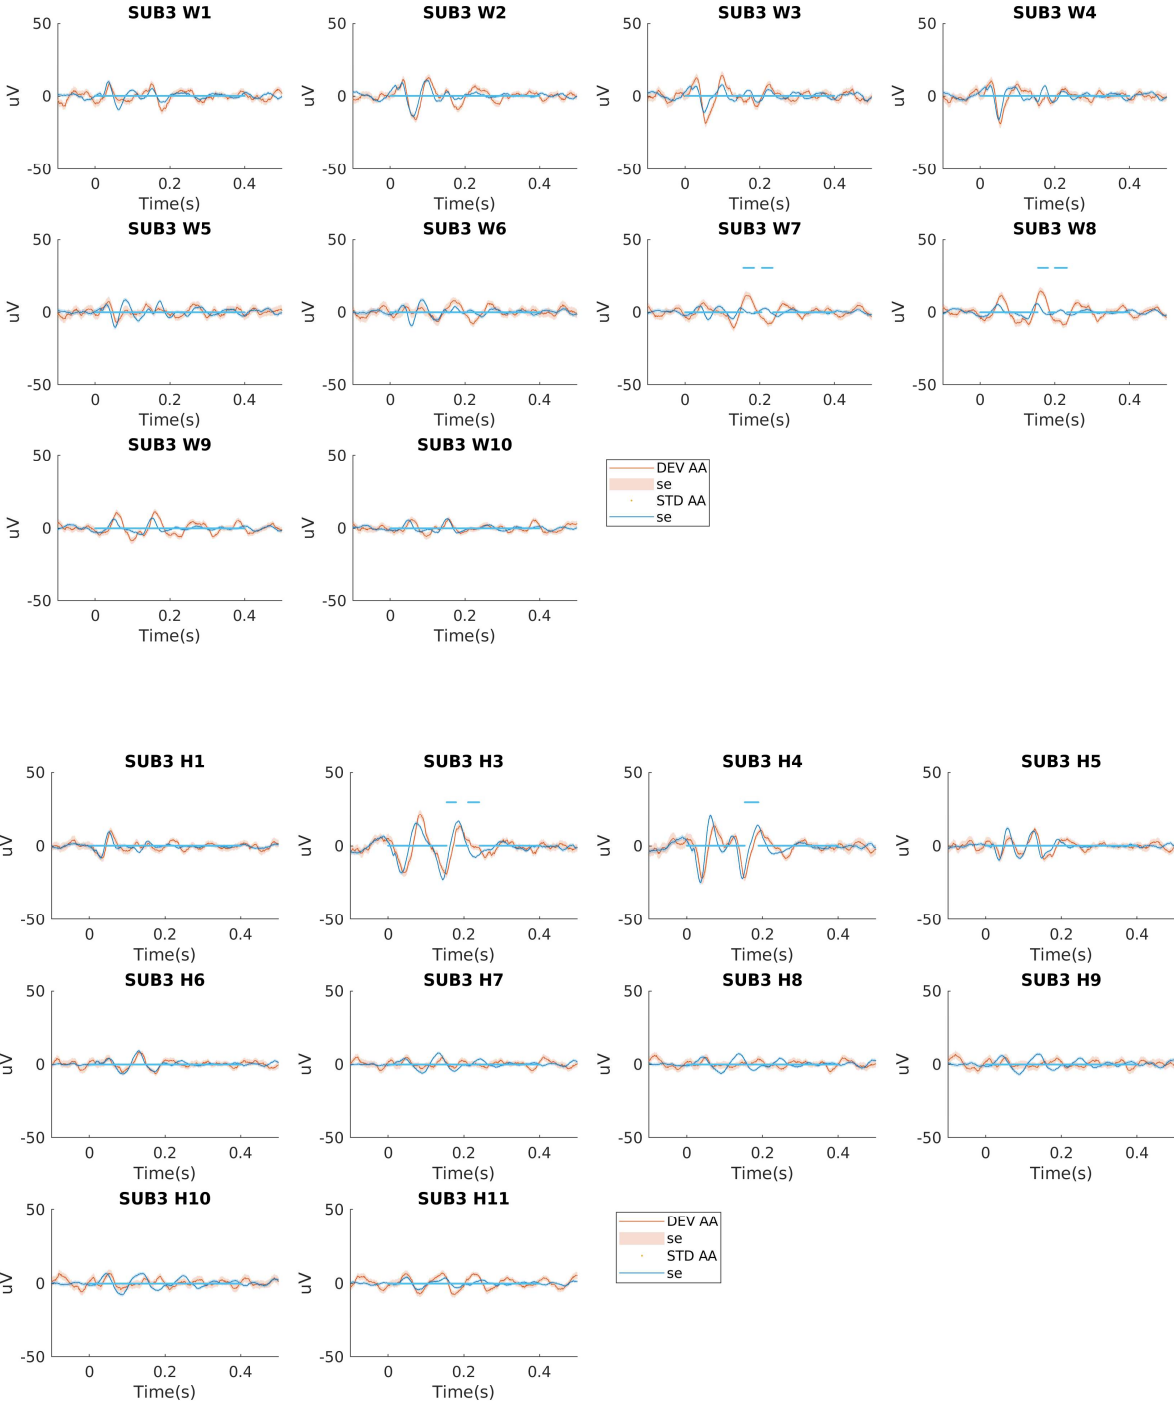 SUB3 W1
SUB3 W2
SUB3 W3
SUB3 W4
50
0
-50
uV
0
0.2
0.4
Time(s)
50
0
-50
uV
0
0.2
0.4
Time(s)
50
0
-50
uV
0
0.2
0.4
Time(s)
50
0
-50
uV
0
0.2
0.4
Time(s)
SUB3 W5
SUB3 W6
SUB3 W7
SUB3 W8
50
0
-50
uV
0
0.2
0.4
Time(s)
50
0
-50
uV
0
0.2
0.4
Time(s)
50
0
-50
uV
0
0.2
0.4
Time(s)
50
0
-50
uV
0
0.2
0.4
Time(s)
SUB3 W9
SUB3 W10
50
0
-50
uV
0
0.2
0.4
Time(s)
50
0
-50
uV
0
0.2
0.4
Time(s)
DEV AA
se
STD AA
se
SUB3 H1
SUB3 H3
SUB3 H4
SUB3 H5
50
0
-50
uV
0
0.2
0.4
Time(s)
50
0
-50
uV
0
0.2
0.4
Time(s)
50
0
-50
uV
0
0.2
0.4
Time(s)
50
0
-50
uV
0
0.2
0.4
Time(s)
SUB3 H6
SUB3 H7
SUB3 H8
SUB3 H9
50
0
-50
uV
0
0.2
0.4
Time(s)
50
0
-50
uV
0
0.2
0.4
Time(s)
50
0
-50
uV
0
0.2
0.4
Time(s)
50
0
-50
uV
0
0.2
0.4
Time(s)
SUB3 H10
SUB3 H11
50
0
-50
uV
0
0.2
0.4
Time(s)
50
0
-50
uV
0
0.2
0.4
Time(s)
DEV AA
se
STD AA
se